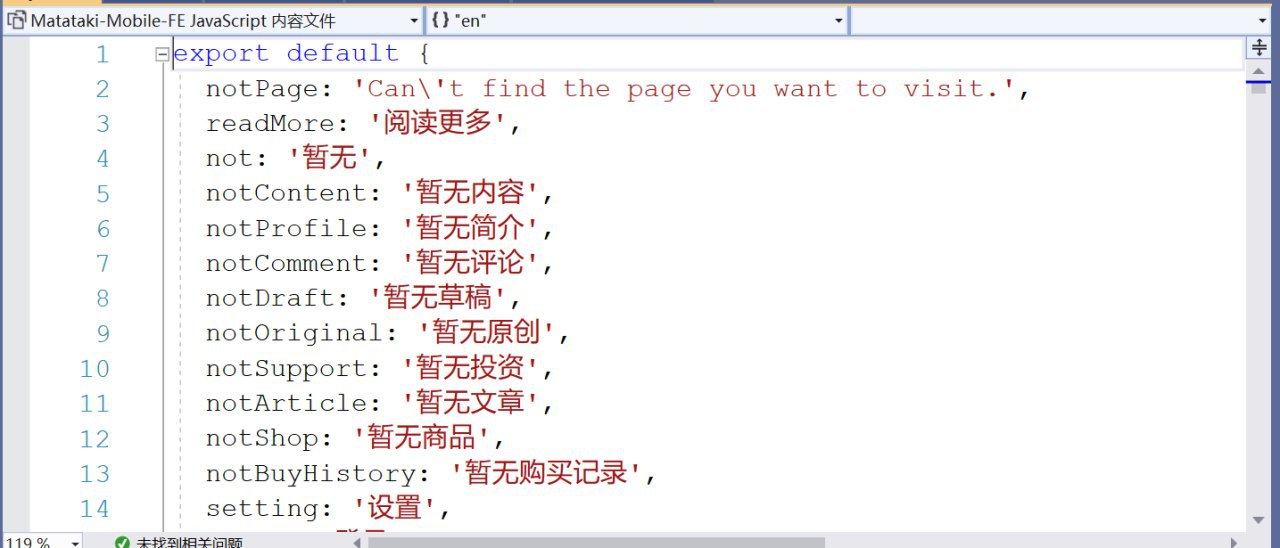 Matataki-Mobile-FE JavaScript 内容文件 {} "en"
1 export default {
2 notPage: 'Can\'t find the page you want to visit.',
3 readMore: '阅读更多',
4 not: '暂无',
5 notContent: '暂无内容',
6 notProfile: '暂无简介',
7 notComment: '暂无评论',
8 notDraft: '暂无草稿',
9 notOriginal: '暂无原创',
10 notSupport: '暂无投资',
11 notArticle: '暂无文章',
12 notShop: '暂无商品',
13 notBuyHistory: '暂无购买记录',
14 setting: '设置',
119 % 未找到相关问题